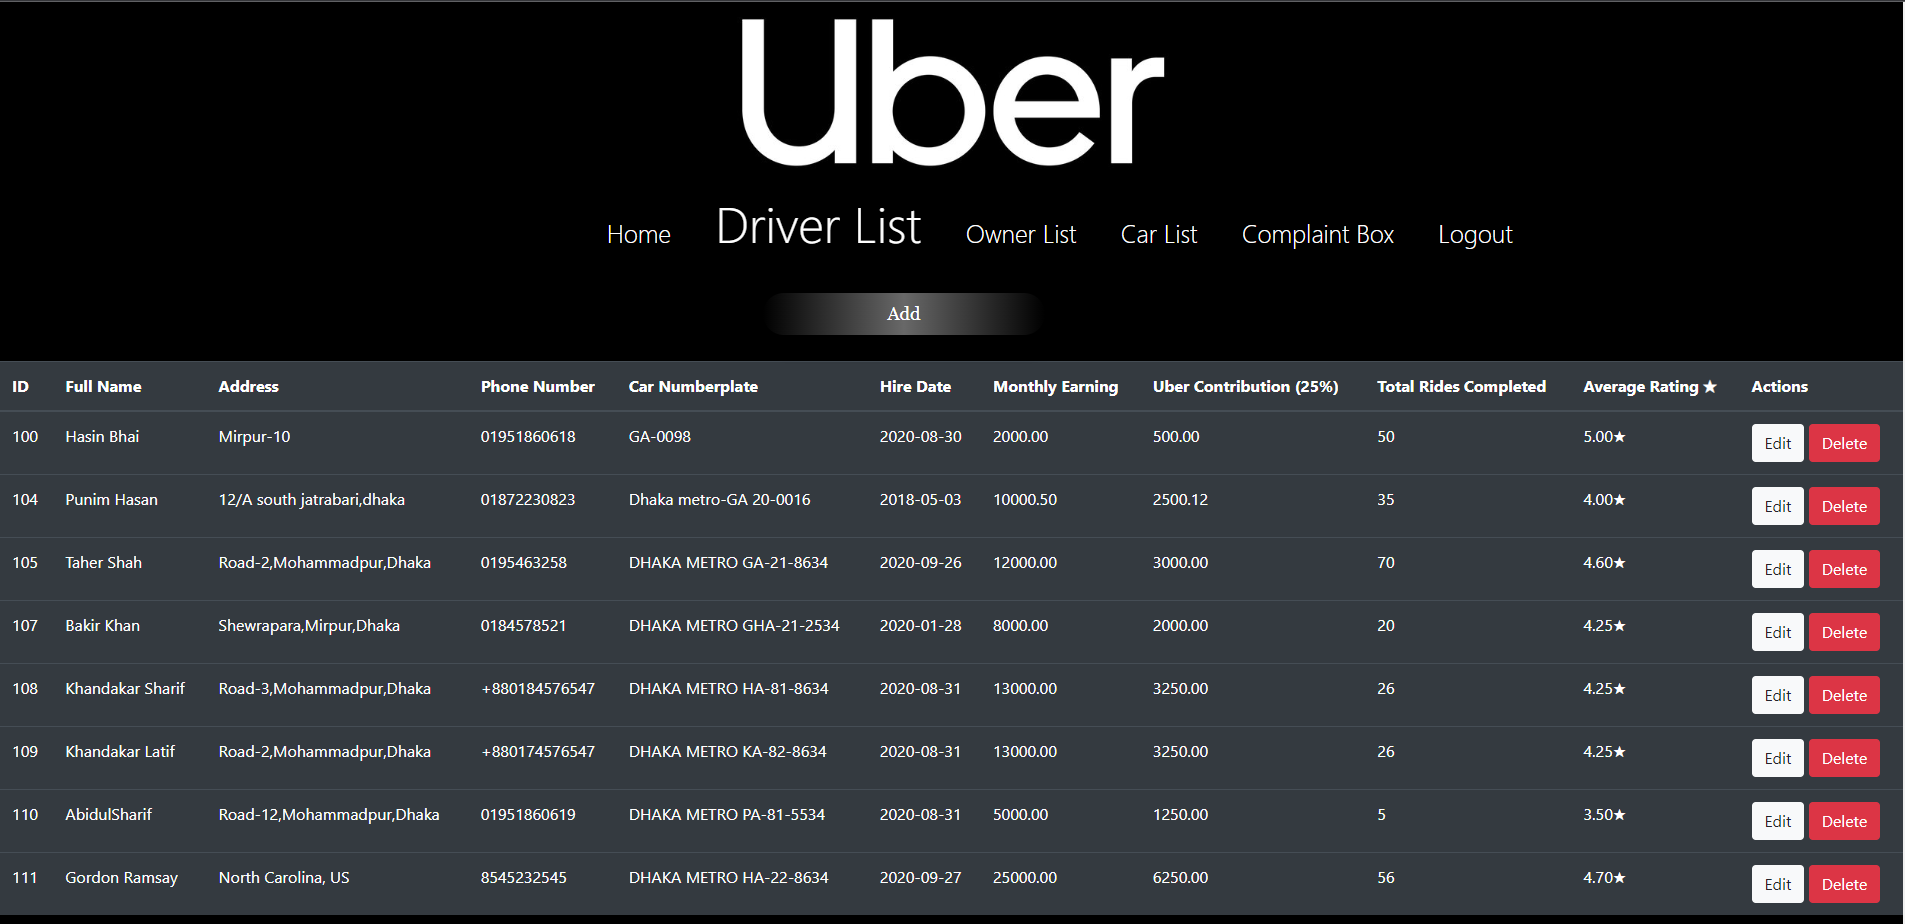 Uber
Home Driver List Owner List Car List Complaint Box Logout
Add
ID Full Name Address Phone Number Car Numberplate Hire Date Monthly Earning Uber Contribution (25%) Total Rides Completed Average Rating ★ Actions
100 Hasin Bhai Mirpur-10 01951860618 GA-0098 2020-08-30 2000.00 500.00 50 5.00★ Edit Delete
104 Punim Hasan 12/A south jatrabari,dhaka 01872230823 Dhaka metro-GA 20-0016 2018-05-03 10000.50 2500.12 35 4.00★ Edit Delete
105 Taher Shah Road-2,Mohammadpur,Dhaka 0195463258 DHAKA METRO GA-21-8634 2020-09-26 12000.00 3000.00 70 4.60★ Edit Delete
107 Bakir Khan Shewrapara,Mirpur,Dhaka 0184578521 DHAKA METRO GHA-21-2534 2020-01-28 8000.00 2000.00 20 4.25★ Edit Delete
108 Khandakar Sharif Road-3,Mohammadpur,Dhaka +880184576547 DHAKA METRO HA-81-8634 2020-08-31 13000.00 3250.00 26 4.25★ Edit Delete
109 Khandakar Latif Road-2,Mohammadpur,Dhaka +880174576547 DHAKA METRO KA-82-8634 2020-08-31 13000.00 3250.00 26 4.25★ Edit Delete
110 AbidulSharif Road-12,Mohammadpur,Dhaka 01951860619 DHAKA METRO PA-81-5534 2020-08-31 5000.00 1250.00 5 3.50★ Edit Delete
111 Gordon Ramsay North Carolina, US 8545232545 DHAKA METRO HA-22-8634 2020-09-27 25000.00 6250.00 56 4.70★ Edit Delete